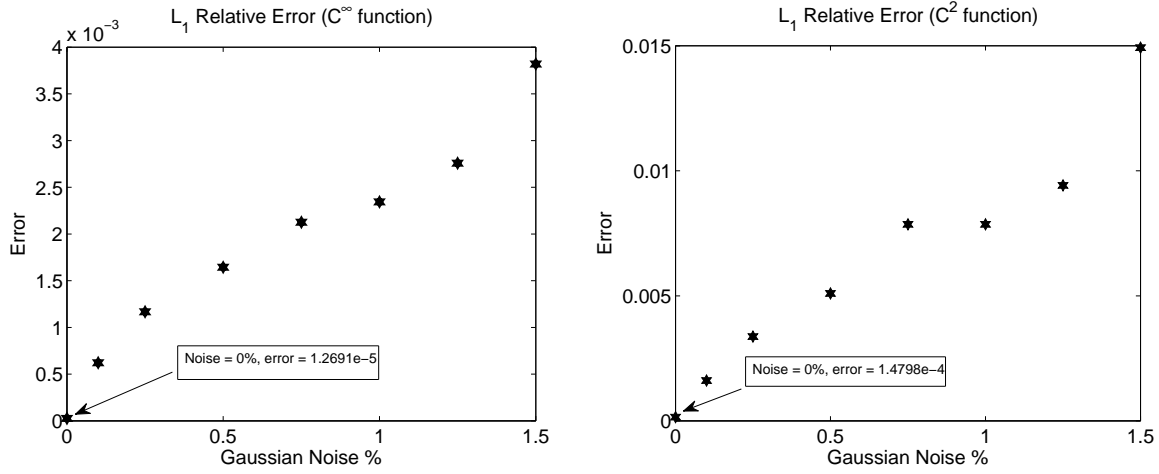 L1 Relative Error (C∞ function)
x 10−3
4
3.5
3
2.5
2
1.5
1
0.5
0
Error
Noise = 0%, error = 1.2691e−5
0 0.5 1 1.5
Gaussian Noise %
L1 Relative Error (C2 function)
0.015
0.01
0.005
0
Error
Noise = 0%, error = 1.4798e−4
0 0.5 1 1.5
Gaussian Noise %